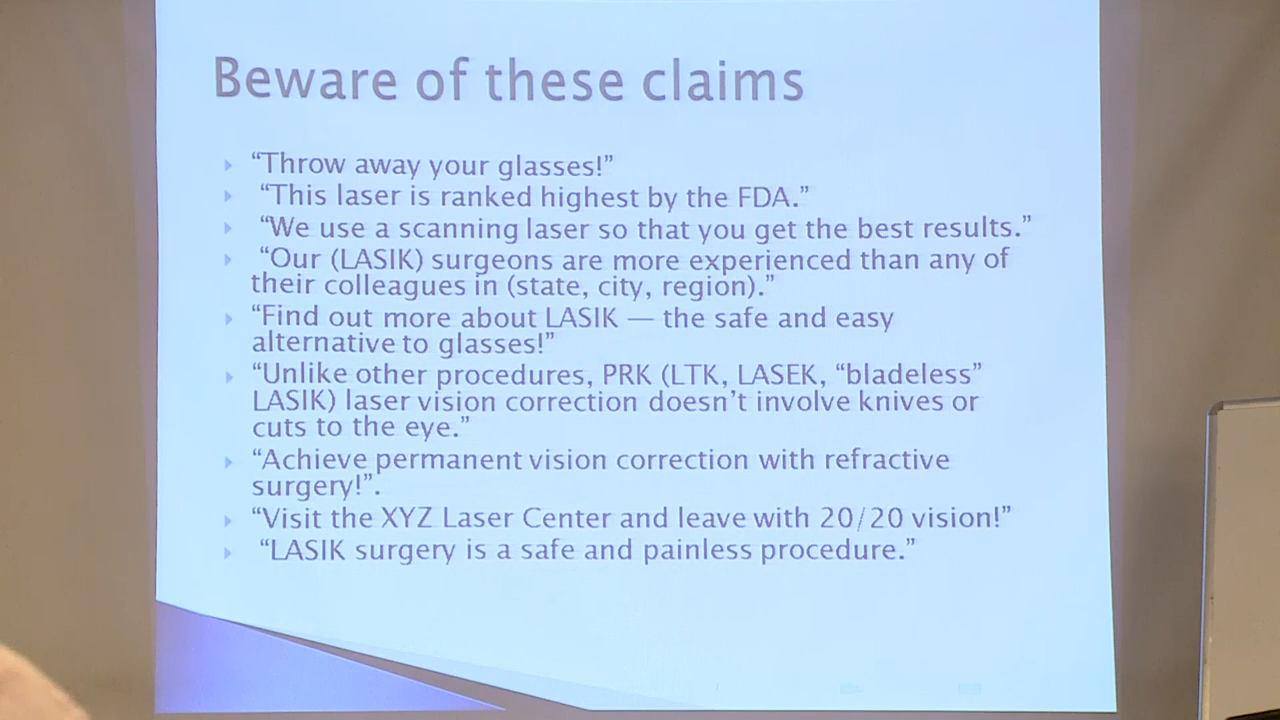 Beware of these claims
“Throw away your glasses!”
“This laser is ranked highest by the FDA.”
“We use a scanning laser so that you get the best results.”
“Our (LASIK) surgeons are more experienced than any of
their colleagues in (state, city, region).”
“Find out more about LASIK — the safe and easy
alternative to glasses!”
“Unlike other procedures, PRK (LTK, LASEK, “bladeless”
LASIK) laser vision correction doesn’t involve knives or
cuts to the eye.”
“Achieve permanent vision correction with refractive
surgery!”.
“Visit the XYZ Laser Center and leave with 20/20 vision!”
“LASIK surgery is a safe and painless procedure.”